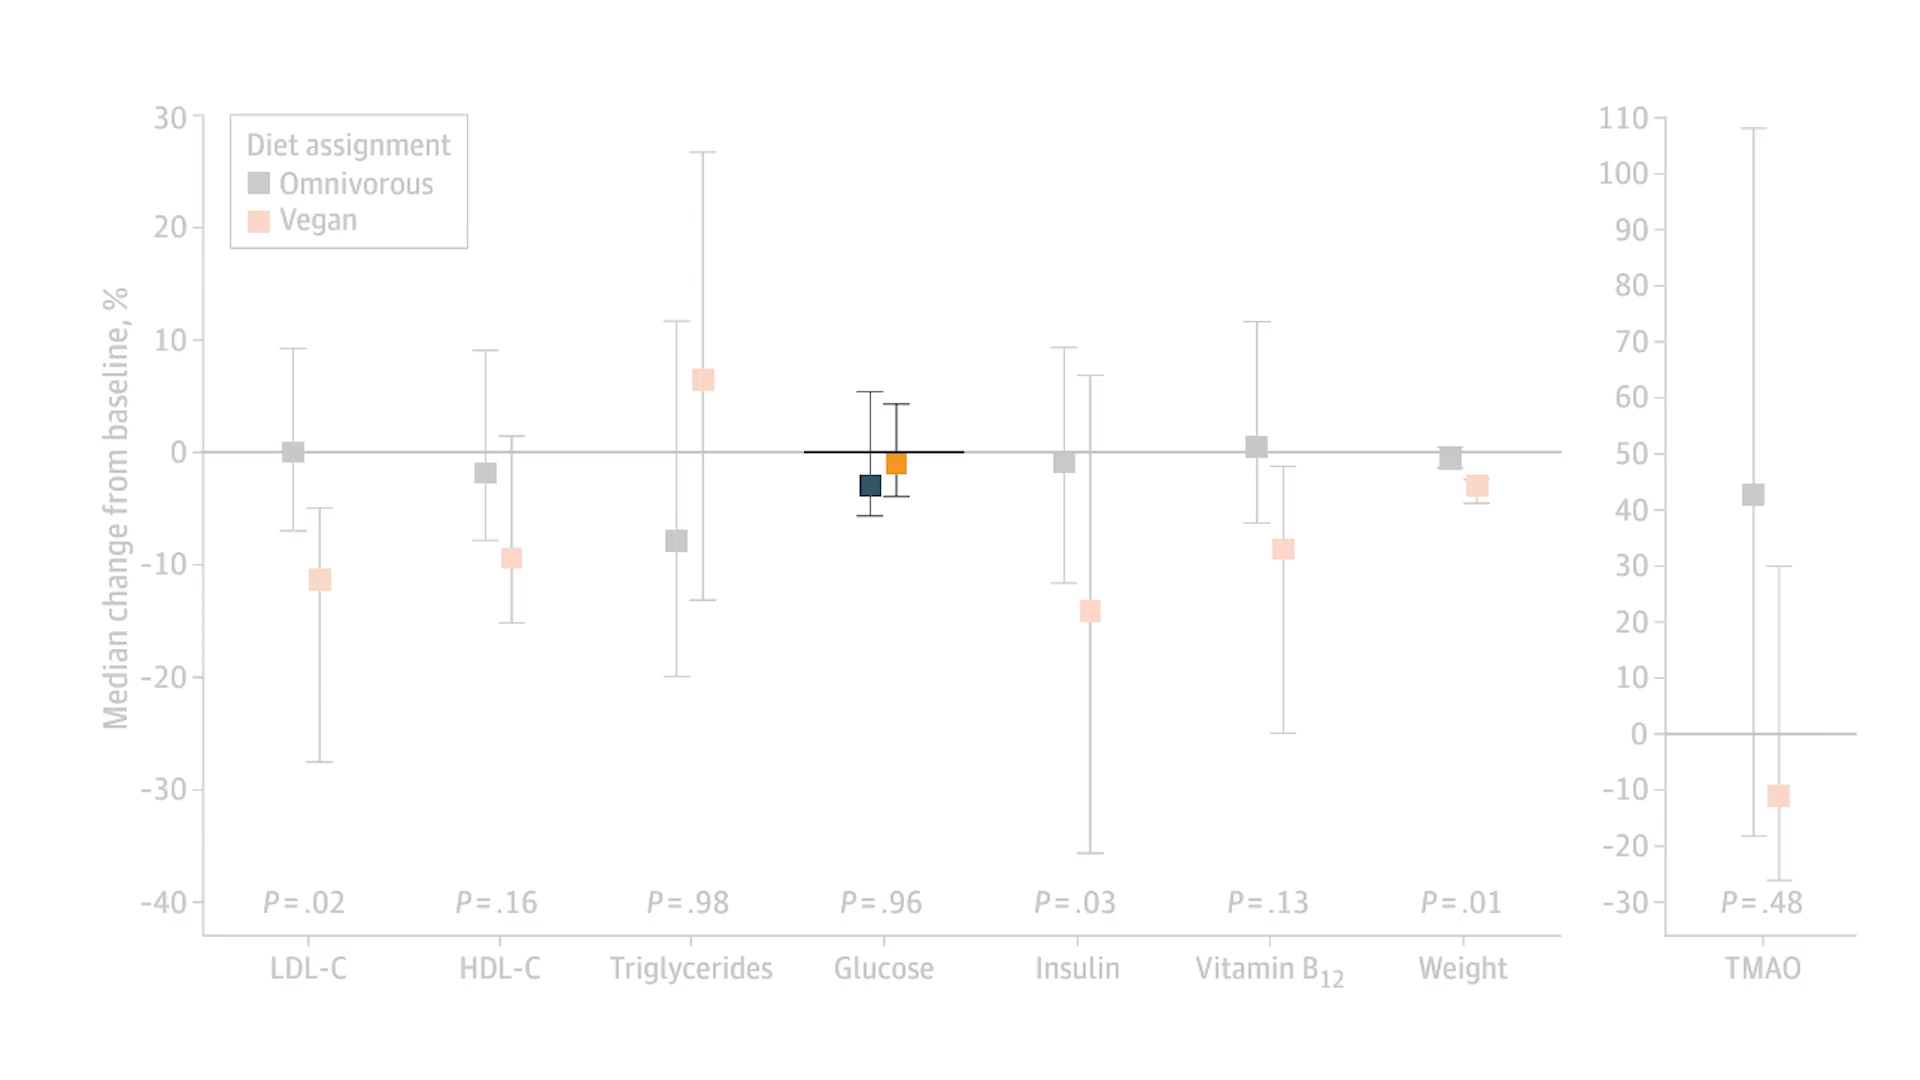 30
20
10
0
-10
-20
-30
-40
Median change from baseline, %
Diet assignment
Omnivorous
Vegan
P=.02
P=.16
P=.98
P=.96
P=.03
P=.13
P=.01
LDL-C
HDL-C
Triglycerides
Glucose
Insulin
Vitamin B₁₂
Weight
110
100
90
80
70
60
50
40
30
20
10
0
-10
-20
-30
P=.48
TMAO